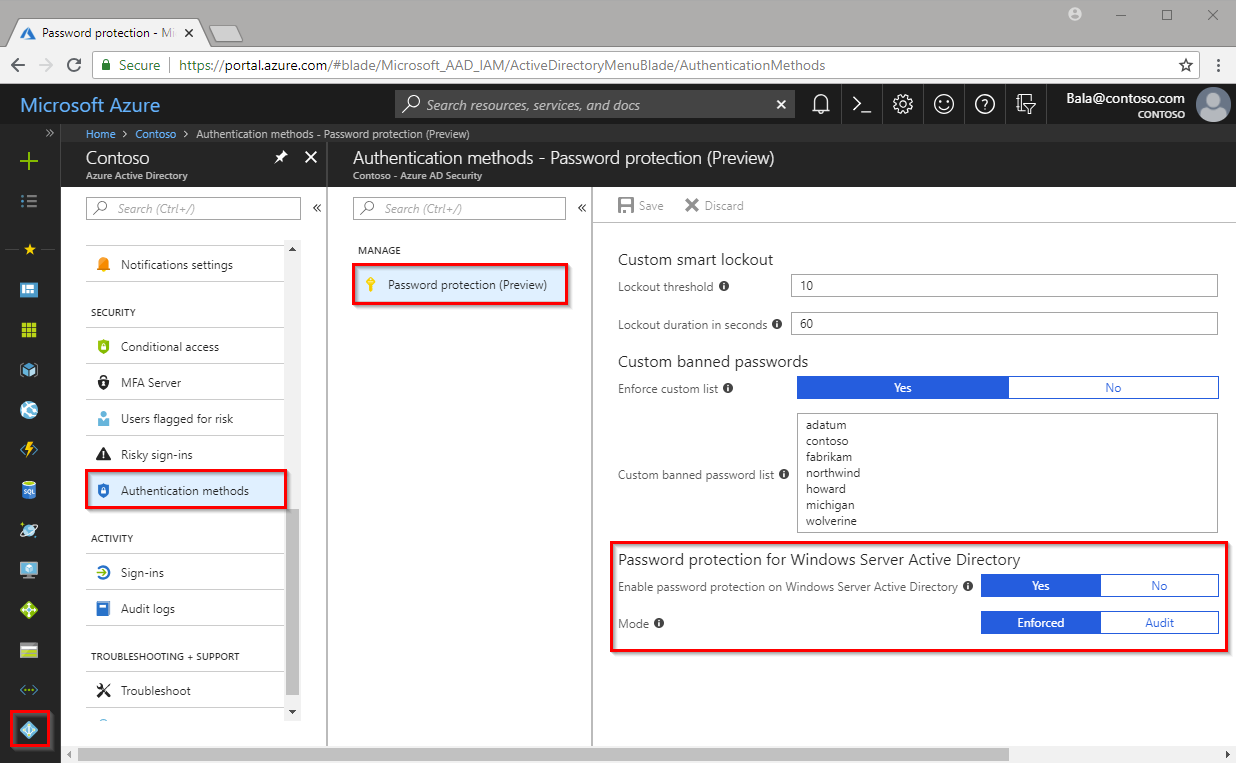 Password protection - Mi
Secure
https://portal.azure.com/#blade/Microsoft_AAD_IAM/ActiveDirectoryMenuBlade/AuthenticationMethods
Microsoft Azure
Search resources, services, and docs
Bala@contoso.com
CONTOSO
Home > Contoso > Authentication methods - Password protection (Preview)
Contoso
Azure Active Directory
Search (Ctrl+/)
Notifications settings
SECURITY
Conditional access
MFA Server
Users flagged for risk
Risky sign-ins
Authentication methods
ACTIVITY
Sign-ins
Audit logs
TROUBLESHOOTING + SUPPORT
Troubleshoot
SQL
Authentication methods - Password protection (Preview)
Contoso - Azure AD Security
Search (Ctrl+/)
MANAGE
Password protection (Preview)
Save Discard
Custom smart lockout
Lockout threshold 10
Lockout duration in seconds 60
Custom banned passwords
Enforce custom list Yes No
Custom banned password list
adatum
contoso
fabrikam
northwind
howard
michigan
wolverine
Password protection for Windows Server Active Directory
Enable password protection on Windows Server Active Directory Yes No
Mode Enforced Audit